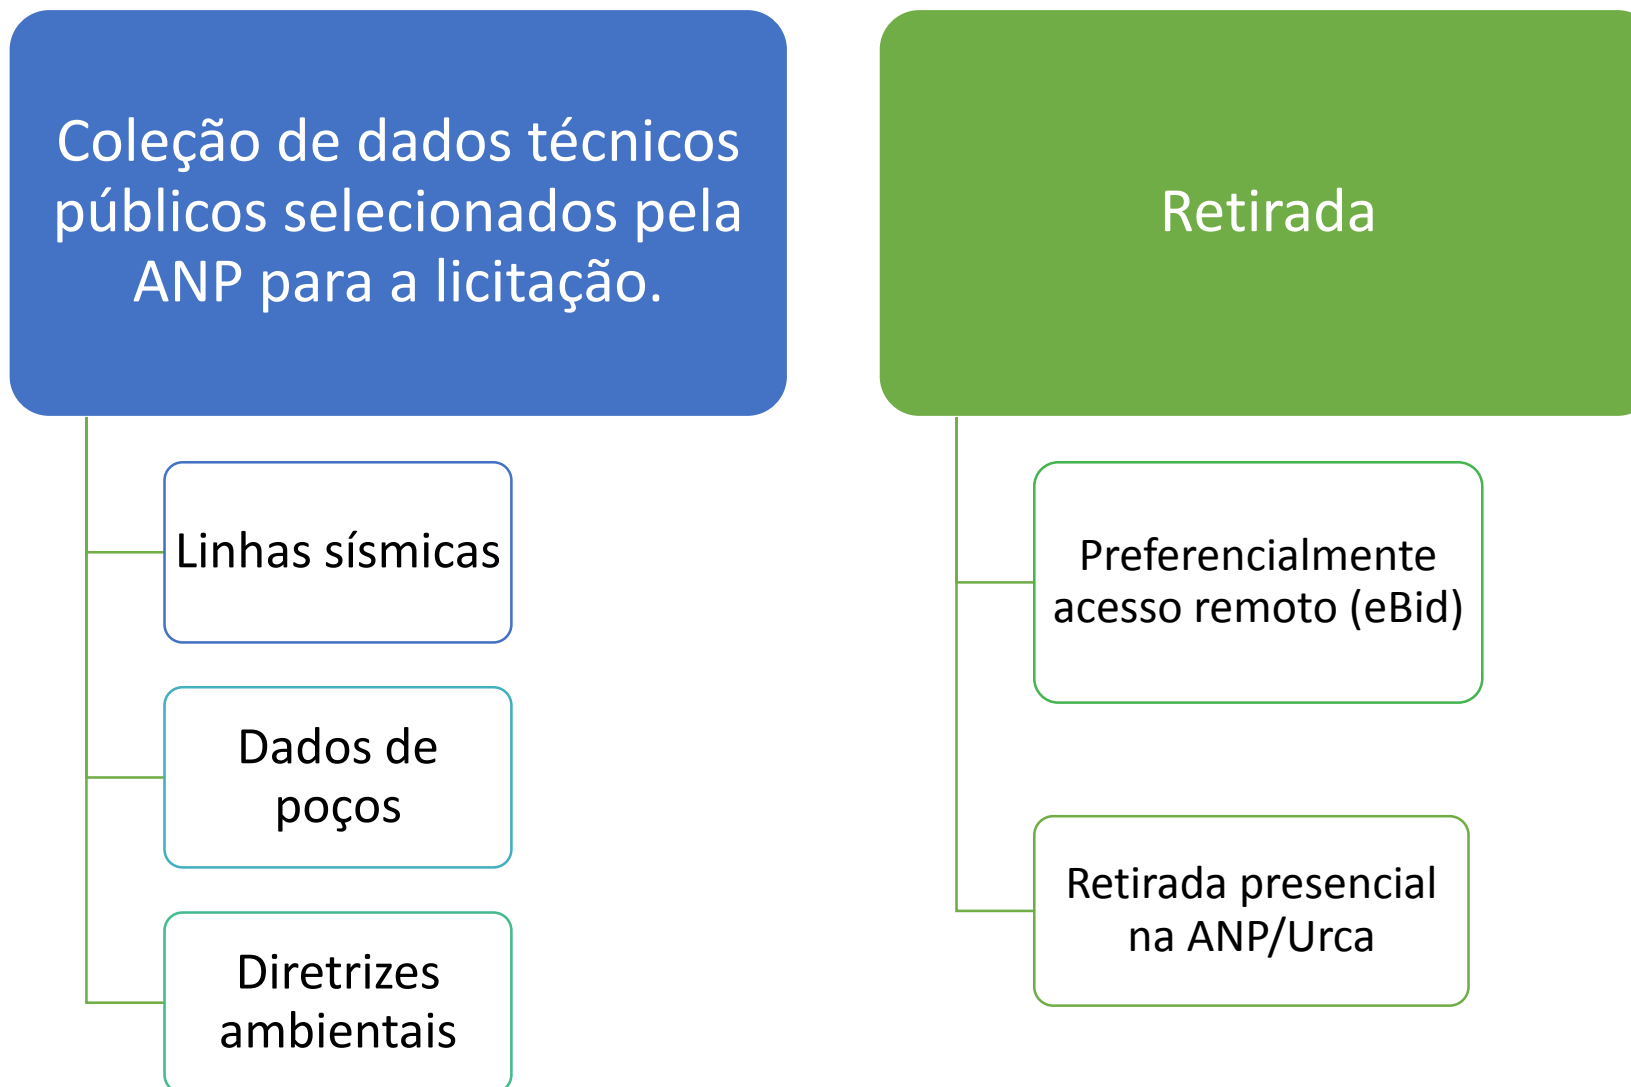 Coleção de dados técnicos
públicos selecionados pela
ANP para a licitação.
Linhas sísmicas
Dados de
poços
Diretrizes
ambientais
Retirada
Preferencialmente
acesso remoto (eBid)
Retirada presencial
na ANP/Urca